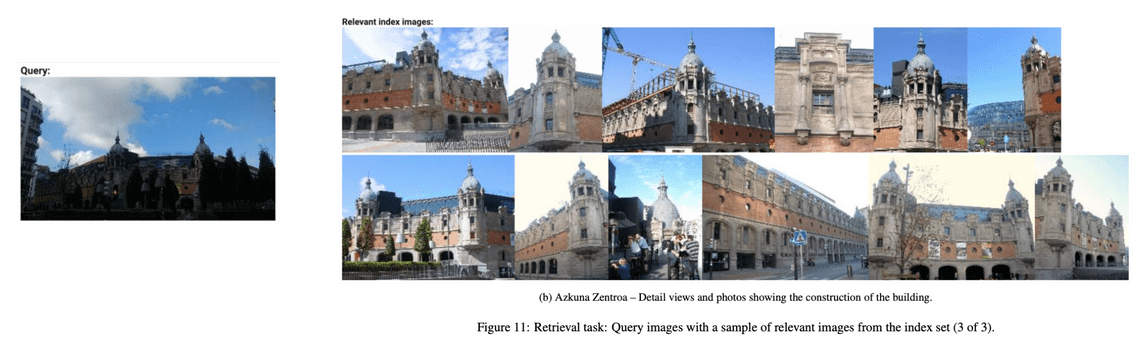 Relevant index images:
Query:
(b) Azkuna Zentroa – Detail views and photos showing the construction of the building.
Figure 11: Retrieval task: Query images with a sample of relevant images from the index set (3 of 3).